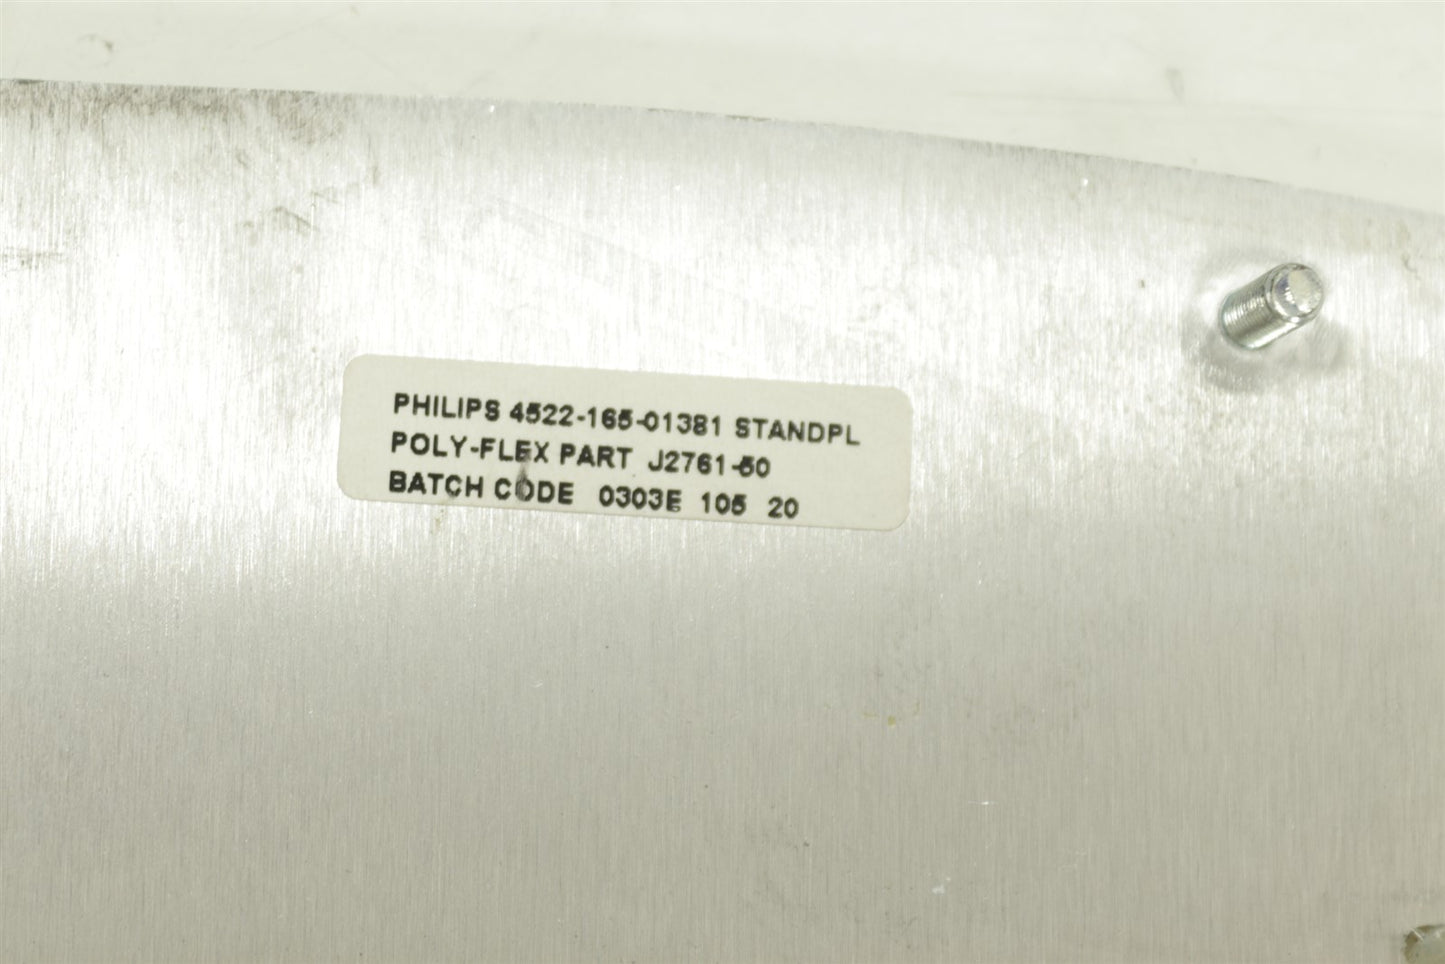 PHILIPS 4522-165-01381 STANDPL
POLY-FLEX PART J2761-50
BATCH CODE 0303E 105 20